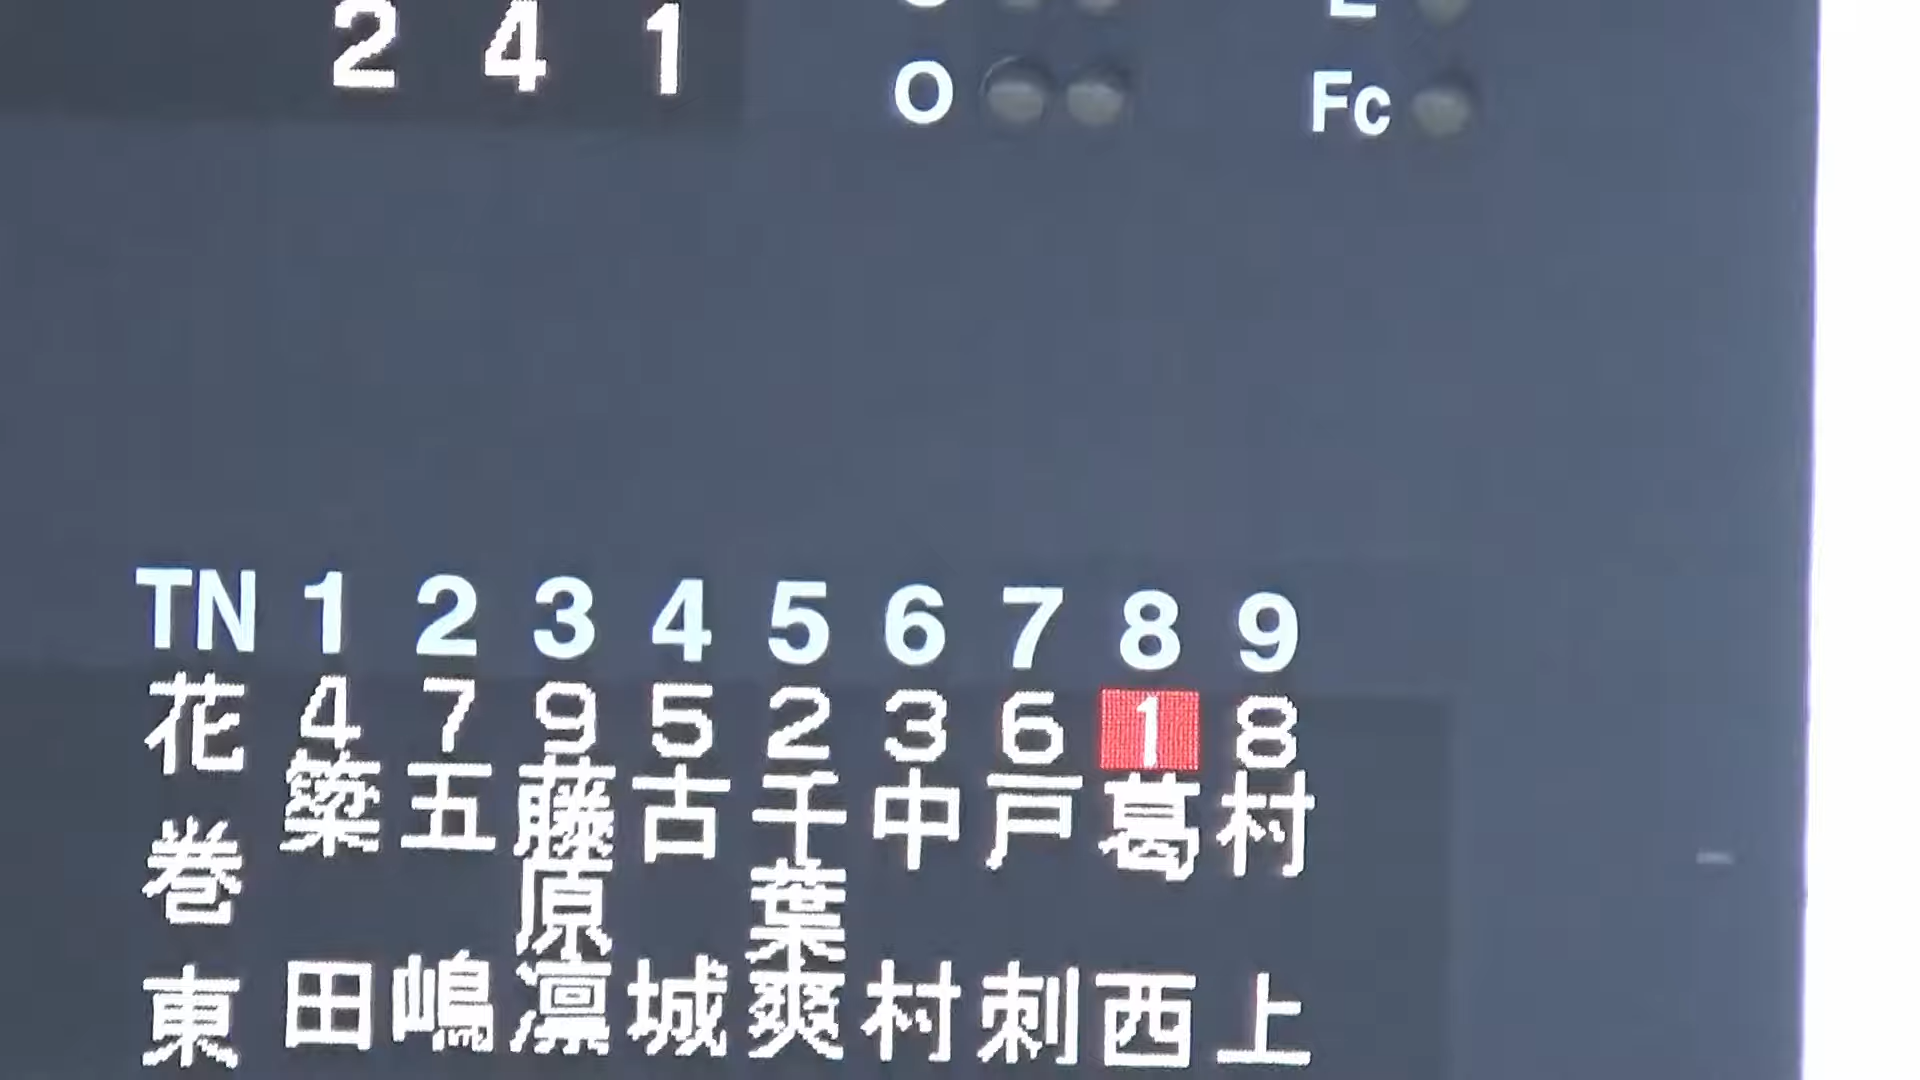 2 4 1
O
Fc
TN 1 2 3 4 5 6 7 8 9
4 7 9 5 2 3 6 1 8
花巻東
簗田
五嶋
藤原凛
古城
千葉爽
中村
戸刺
葛西
村上